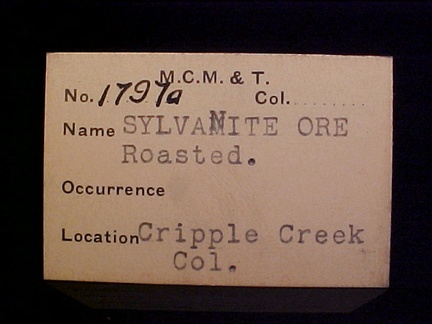 M.C.M. & T.
No. 1797a Col.........
Name SYLVANITE ORE
Roasted.
Occurrence
Location Cripple Creek
Col.